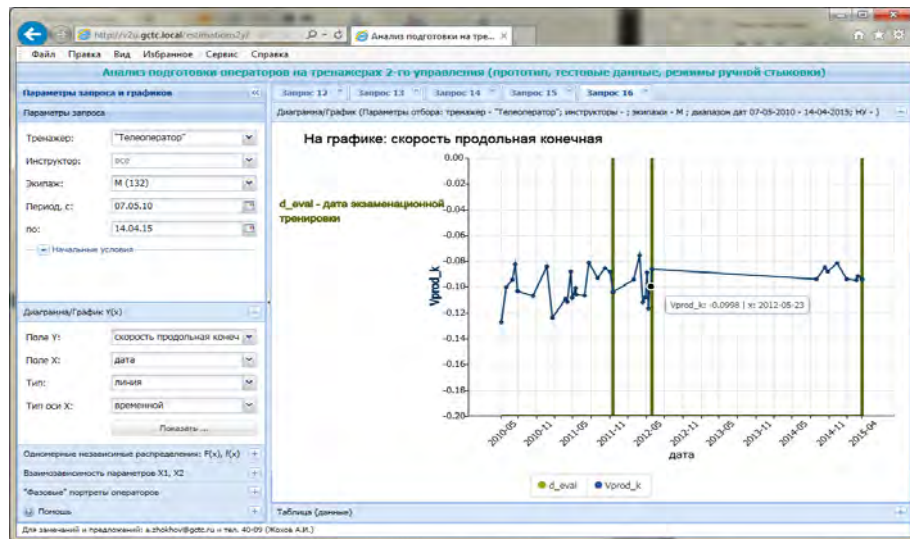 http://v2u.gctc.local/estimations2y/
Анализ подготовки на тре...
Файл Правка Вид Избранное Сервис Справка
Анализ подготовки операторов на тренажерах 2-го управления (прототип, тестовые данные, режимы ручной стыковки)
Параметры запроса и графиков
Запрос 12 Запрос 13 Запрос 14 Запрос 15 Запрос 16
Параметры запроса
Диаграмма/График (Параметры отбора: тренажер - "Телеоператор"; инструкторы - ; экипажи - М ; диапазон дат 07-05-2010 - 14-04-2015; НУ - )
Тренажер: "Телеоператор"
Инструктор: все
Экипаж: М (132)
Период, с: 07.05.10
по: 14.04.15
Начальные условия
Диаграмма/График Y(x)
Поле Y: скорость продольная конеч
Поле X: дата
Тип: линия
Тип оси X: временной
Показать ...
Одномерные независимые распределения: F(x), f(x)
Взаимозависимость параметров X1, X2
"Фазовые" портреты операторов
Помощь
На графике: скорость продольная конечная
d_eval - дата экзаменационной
тренировки
Vprod_k
0.00
-0.02
-0.04
-0.06
-0.08
-0.10
-0.12
-0.14
-0.16
-0.18
-0.20
Vprod_k: -0.0998 | x: 2012-05-23
2010-05 2010-11 2011-05 2011-11 2012-05 2012-11 2013-05 2013-11 2014-05 2014-11 2015-04
дата
d_eval Vprod_k
Таблица (данные)
Для замечаний и предложений: a.zhokhov@gctc.ru и тел. 40-09 (Жохов А.И.)